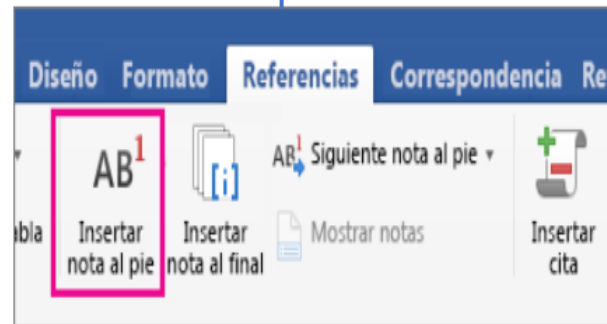 Diseño Formato Referencias Correspondencia Re
AB1 AB1 Siguiente nota al pie
[i]
abla Insertar nota al pie Insertar nota al final Mostrar notas Insertar cita